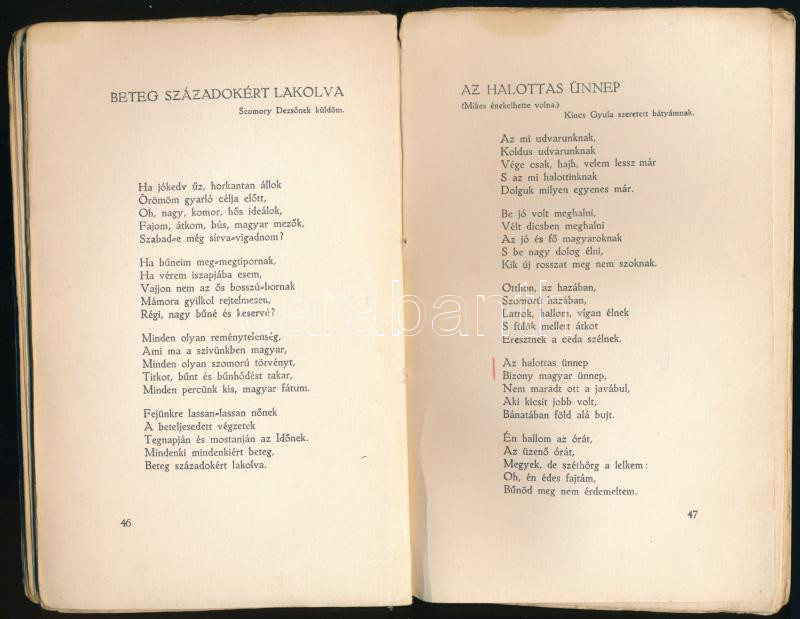 BETEG SZÁZADOKÉRT LAKOLVA
Szomory Dezsőnek küldöm.
Ha jókedv űz, horkantan állok
Örömöm gyarló célja előtt,
Oh, nagy, komor, hős ideálok,
Fajom, átkom, bús, magyar mezők,
Szabad-e még sírva-vigadnom?
Ha bűneim meg-megtipornak,
Ha vérem iszapjába esem,
Vajjon nem az ős bosszú-bornak
Mámora gyilkol rejtelmesen,
Régi, nagy bűné és keservé?
Minden olyan reménytelenség,
Ami ma a szivünkben magyar,
Minden olyan szomorú törvényt,
Titkot, bűnt és bűnhődést takar,
Minden percünk kis, magyar fátum.
Fejünkre lassan-lassan nőnek
A beteljesedett végzetek
Tegnapján és mostanján az Időnek.
Mindenki mindenkiért beteg,
Beteg századokért lakolva.
46
AZ HALOTTAS ÜNNEP
(Mikes énekelhette volna.)
Kincs Gyula szeretett bátyámnak.
Az mi udvarunknak,
Koldus udvarunknak
Vége csak, hajh, velem lessz már
S az mi halottinknak
Dolguk milyen egyenes már.
Be jó volt meghalni,
Vélt dicsben meghalni
Az jó és fő magyaroknak
S be nagy dolog élni,
Kik új rosszat meg nem szoknak.
Otthon, az hazában,
Szomorú hazában,
Latrok, hallom, vígan élnek
S fülök mellett átkot
Eresztnek a céda szélnek.
Az halottas ünnep
Bizony magyar ünnep,
Nem maradt ott a javábul,
Aki kicsit jobb volt,
Bánatában föld alá bujt.
Én hallom az órát,
Az üzenő órát,
Megyek, de széthörg a lelkem:
Oh, én édes fajtám,
Bűnöd meg nem érdemeltem.
47
darabanth